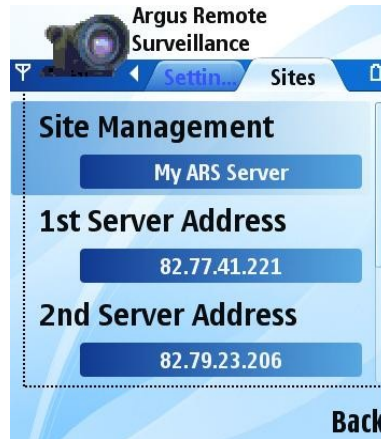 Argus Remote
Surveillance
Settin... Sites
Site Management
My ARS Server
1st Server Address
82.77.41.221
2nd Server Address
82.79.23.206
Back